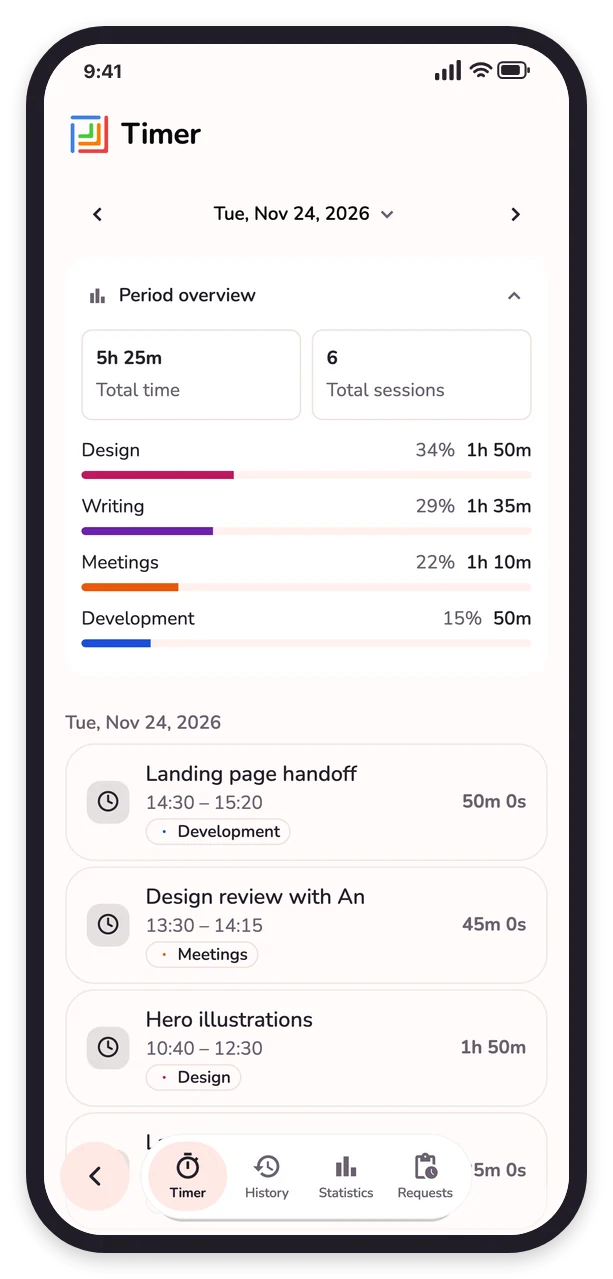 9:41
Timer
Tue, Nov 24, 2026
Period overview
5h 25m
Total time
6
Total sessions
Design 34% 1h 50m
Writing 29% 1h 35m
Meetings 22% 1h 10m
Development 15% 50m
Tue, Nov 24, 2026
Landing page handoff
14:30 – 15:20
50m 0s
Development
Design review with An
13:30 – 14:15
45m 0s
Meetings
Hero illustrations
10:40 – 12:30
1h 50m
Design
5m 0s
Timer
History
Statistics
Requests